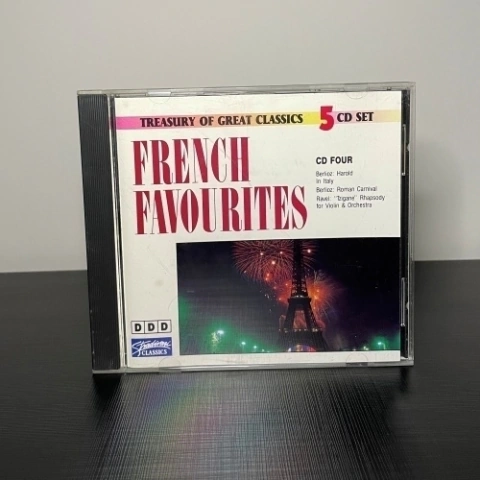 TREASURY OF GREAT CLASSICS 5 CD SET
FRENCH
FAVOURITES
CD FOUR
Berlioz: Harold
in Italy
Berlioz: Roman Carnival
Ravel: "Tzigane" Rhapsody
for Violin & Orchestra
DDD
CLASSICS